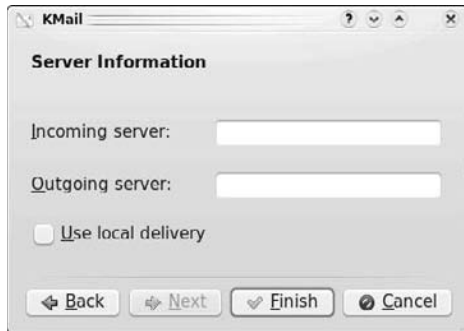 KMail
Server Information
Incoming server:
Outgoing server:
Use local delivery
Back Next Finish Cancel